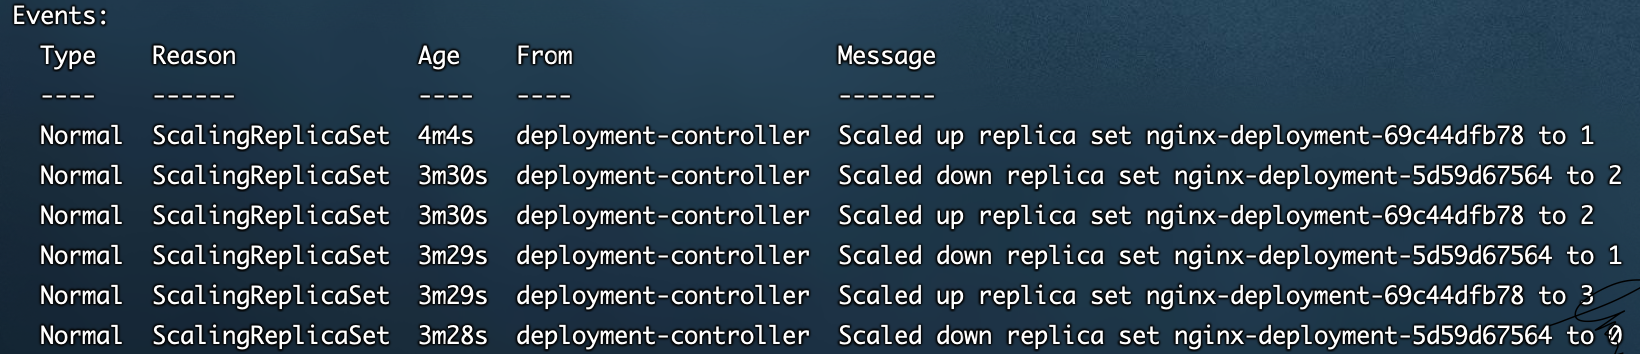 Events:
  Type    Reason             Age    From                   Message
  ----    ------             ----   ----                   -------
  Normal  ScalingReplicaSet  4m4s   deployment-controller  Scaled up replica set nginx-deployment-69c44dfb78 to 1
  Normal  ScalingReplicaSet  3m30s  deployment-controller  Scaled down replica set nginx-deployment-5d59d67564 to 2
  Normal  ScalingReplicaSet  3m30s  deployment-controller  Scaled up replica set nginx-deployment-69c44dfb78 to 2
  Normal  ScalingReplicaSet  3m29s  deployment-controller  Scaled down replica set nginx-deployment-5d59d67564 to 1
  Normal  ScalingReplicaSet  3m29s  deployment-controller  Scaled up replica set nginx-deployment-69c44dfb78 to 3
  Normal  ScalingReplicaSet  3m28s  deployment-controller  Scaled down replica set nginx-deployment-5d59d67564 to 0